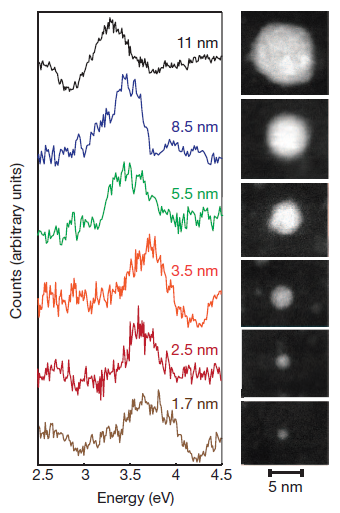 11 nm
8.5 nm
5.5 nm
3.5 nm
2.5 nm
1.7 nm
Counts (arbitrary units)
2.5 3 3.5 4 4.5
Energy (eV)
5 nm